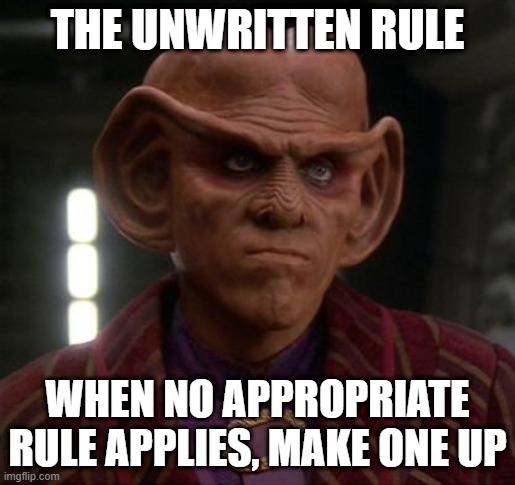 THE UNWRITTEN RULE
WHEN NO APPROPRIATE
RULE APPLIES, MAKE ONE UP
imgflip.com